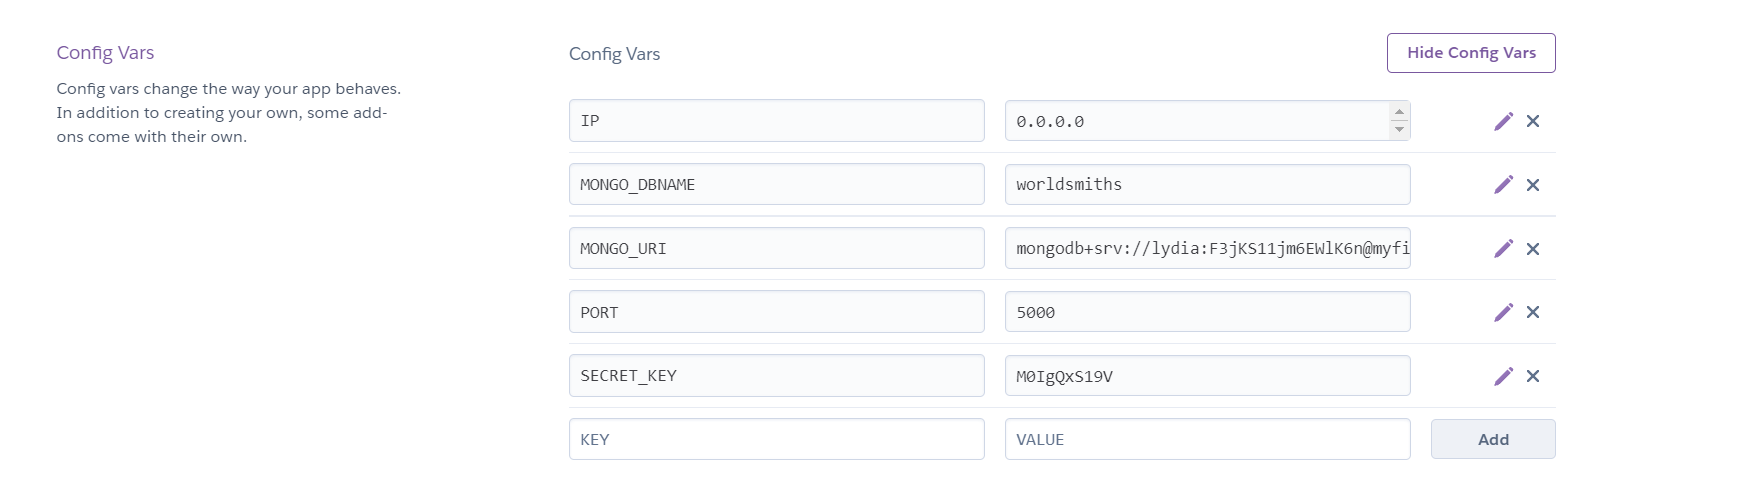 Config Vars
Config vars change the way your app behaves.
In addition to creating your own, some add-
ons come with their own.
Config Vars
Hide Config Vars
IP 0.0.0.0
MONGO_DBNAME worldsmiths
MONGO_URI mongodb+srv://lydia:F3jKS11jm6EWlK6n@myfi
PORT 5000
SECRET_KEY M0IgQxS19V
KEY VALUE Add